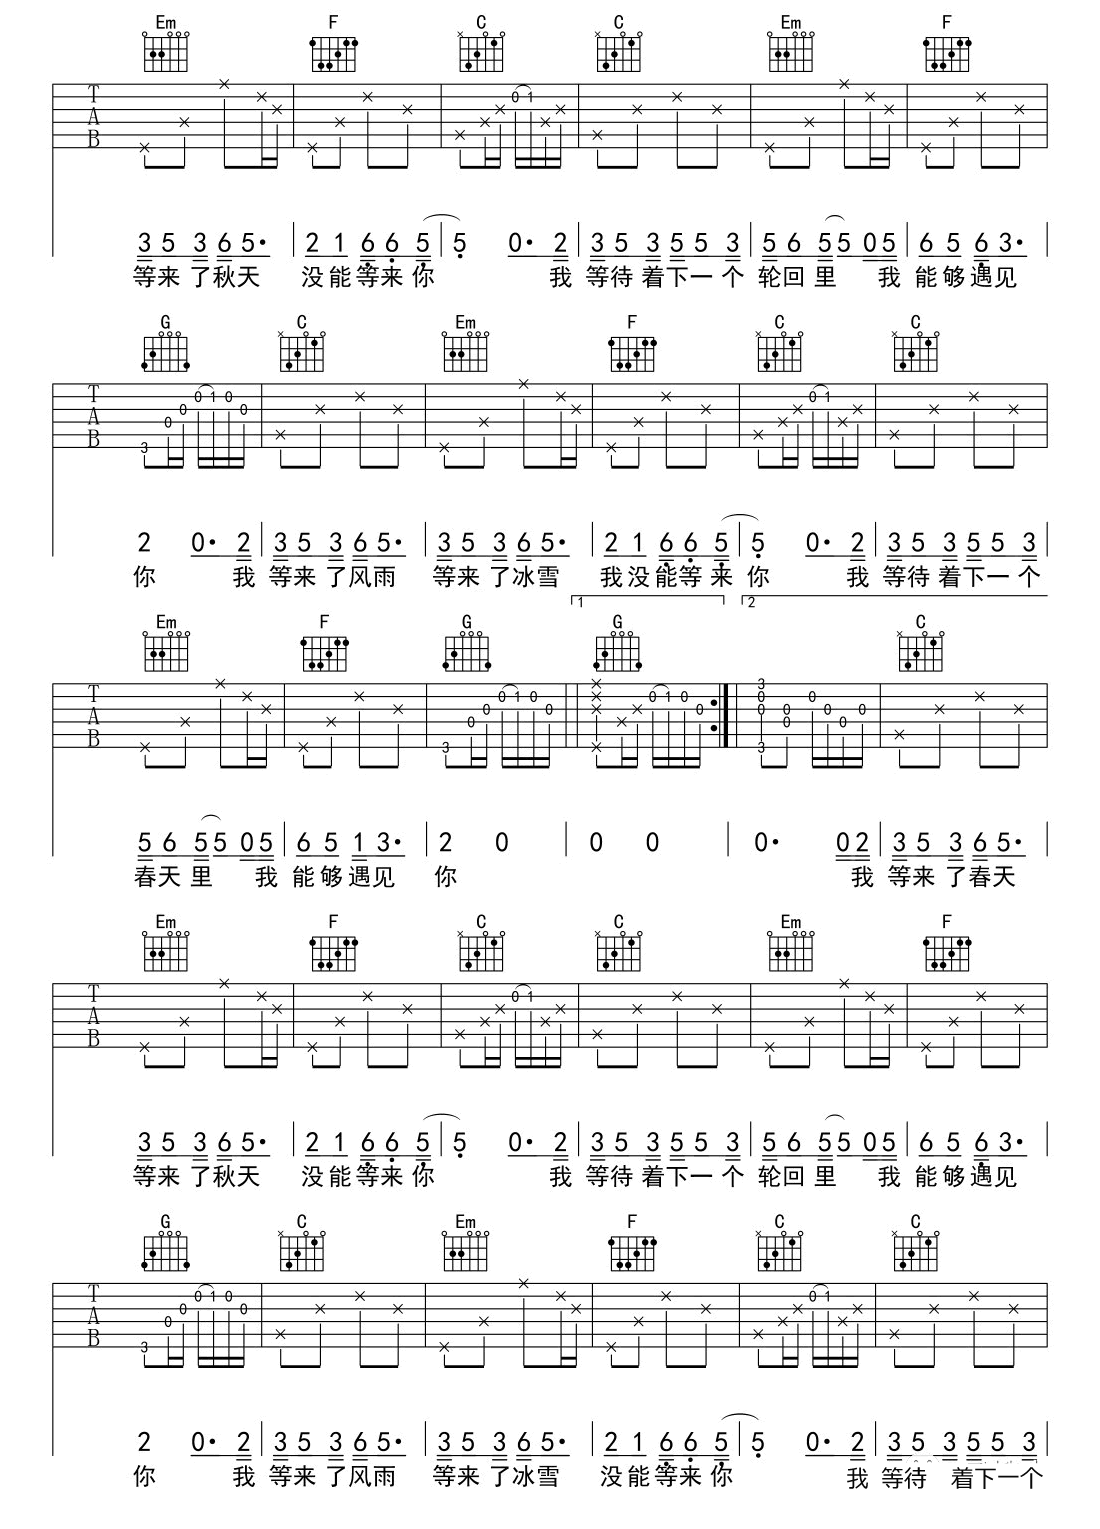 Em F C C Em F
T A B
0 1
3 5 3 6 5· 2 1 6 6 5 5 0· 2 3 5 3 5 5 3 5 6 5 5 0 5 6 5 6 3·
等来 了秋天 没能等来你 我 等待 着下一个 轮回 里 我 能够遇见
G C Em F C C
T A B
3 0 0 0 1 0 0 0 1
2 0· 2 3 5 3 6 5· 3 5 3 6 5· 2 1 6 6 5 5 0· 2 3 5 3 5 5 3
你 我 等来 了风雨 等来 了冰雪 我没能等 来 你 我 等待 着下一个
1 2
Em F G G C
T A B
3 0 0 0 1 0 0 0 1 0 0 3 0 0 3 0 0 0 0 0 0
5 6 5 5 0 5 6 5 1 3· 2 0 0 0 0· 0 2 3 5 3 6 5·
春天 里 我 能够遇见 你 我 等来 了春天
Em F C C Em F
T A B
0 1
3 5 3 6 5· 2 1 6 6 5 5 0· 2 3 5 3 5 5 3 5 6 5 5 0 5 6 5 6 3·
等来 了秋天 没能等来你 我 等待 着下一个 轮回 里 我 能够遇见
G C Em F C C
T A B
3 0 0 0 1 0 0 0 1
2 0· 2 3 5 3 6 5· 3 5 3 6 5· 2 1 6 6 5 5 0· 2 3 5 3 5 5 3
你 我 等来 了风雨 等来 了冰雪 没能等来你 我 等待 着下一个